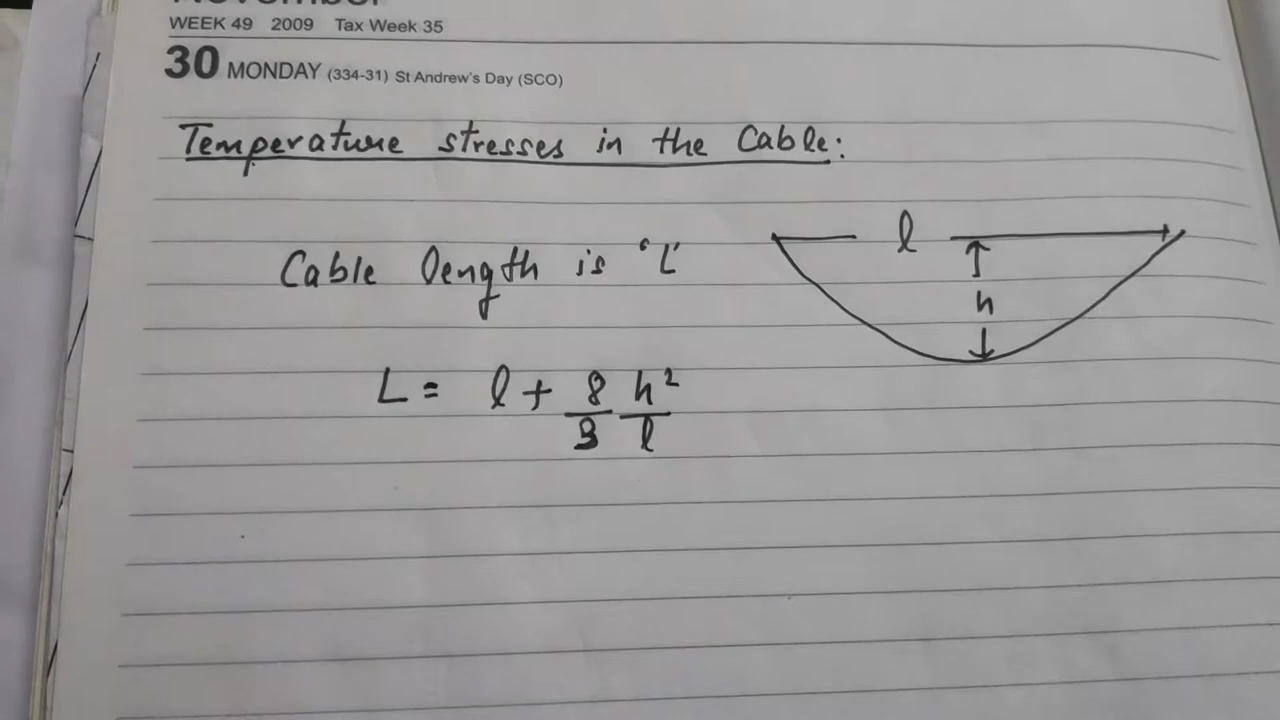 WEEK 49 2009 Tax Week 35
30 MONDAY (334-31) St Andrew's Day (SCO)
Temperature stresses in the Cable:
l
Cable length is 'L'
h
L = l + 8/3 h²/l